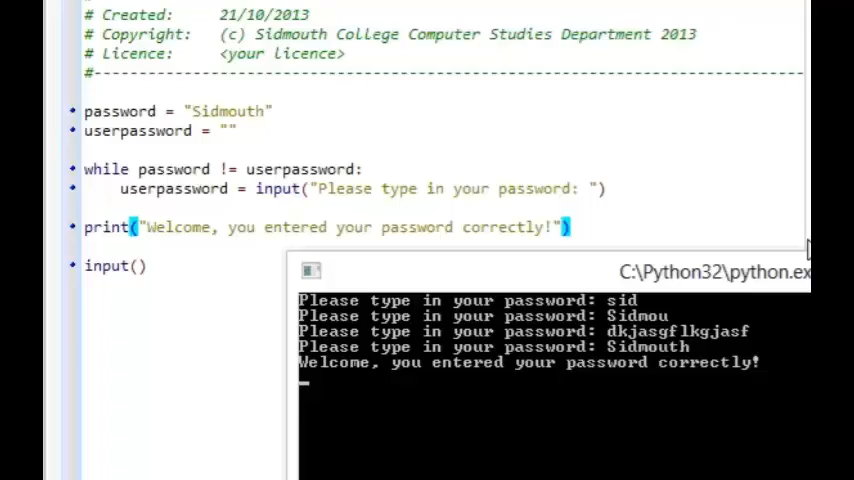 # Created: 21/10/2013
# Copyright: (c) Sidmouth College Computer Studies Department 2013
# Licence: <your licence>
#-------------------------------------------------------------------------------
password = "Sidmouth"
userpassword = ""
while password != userpassword:
userpassword = input("Please type in your password: ")
print("Welcome, you entered your password correctly!")
input()
C:\Python32\python.ex
Please type in your password: sid
Please type in your password: Sidmou
Please type in your password: dkjasgflkgjasf
Please type in your password: Sidmouth
Welcome, you entered your password correctly!